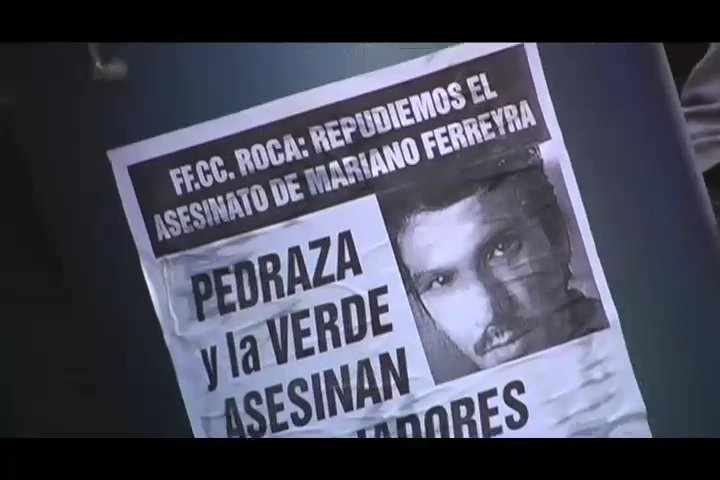 FF.CC. ROCA: REPUDIEMOS EL
ASESINATO DE MARIANO FERREYRA
PEDRAZA
y la VERDE
ASESINAN